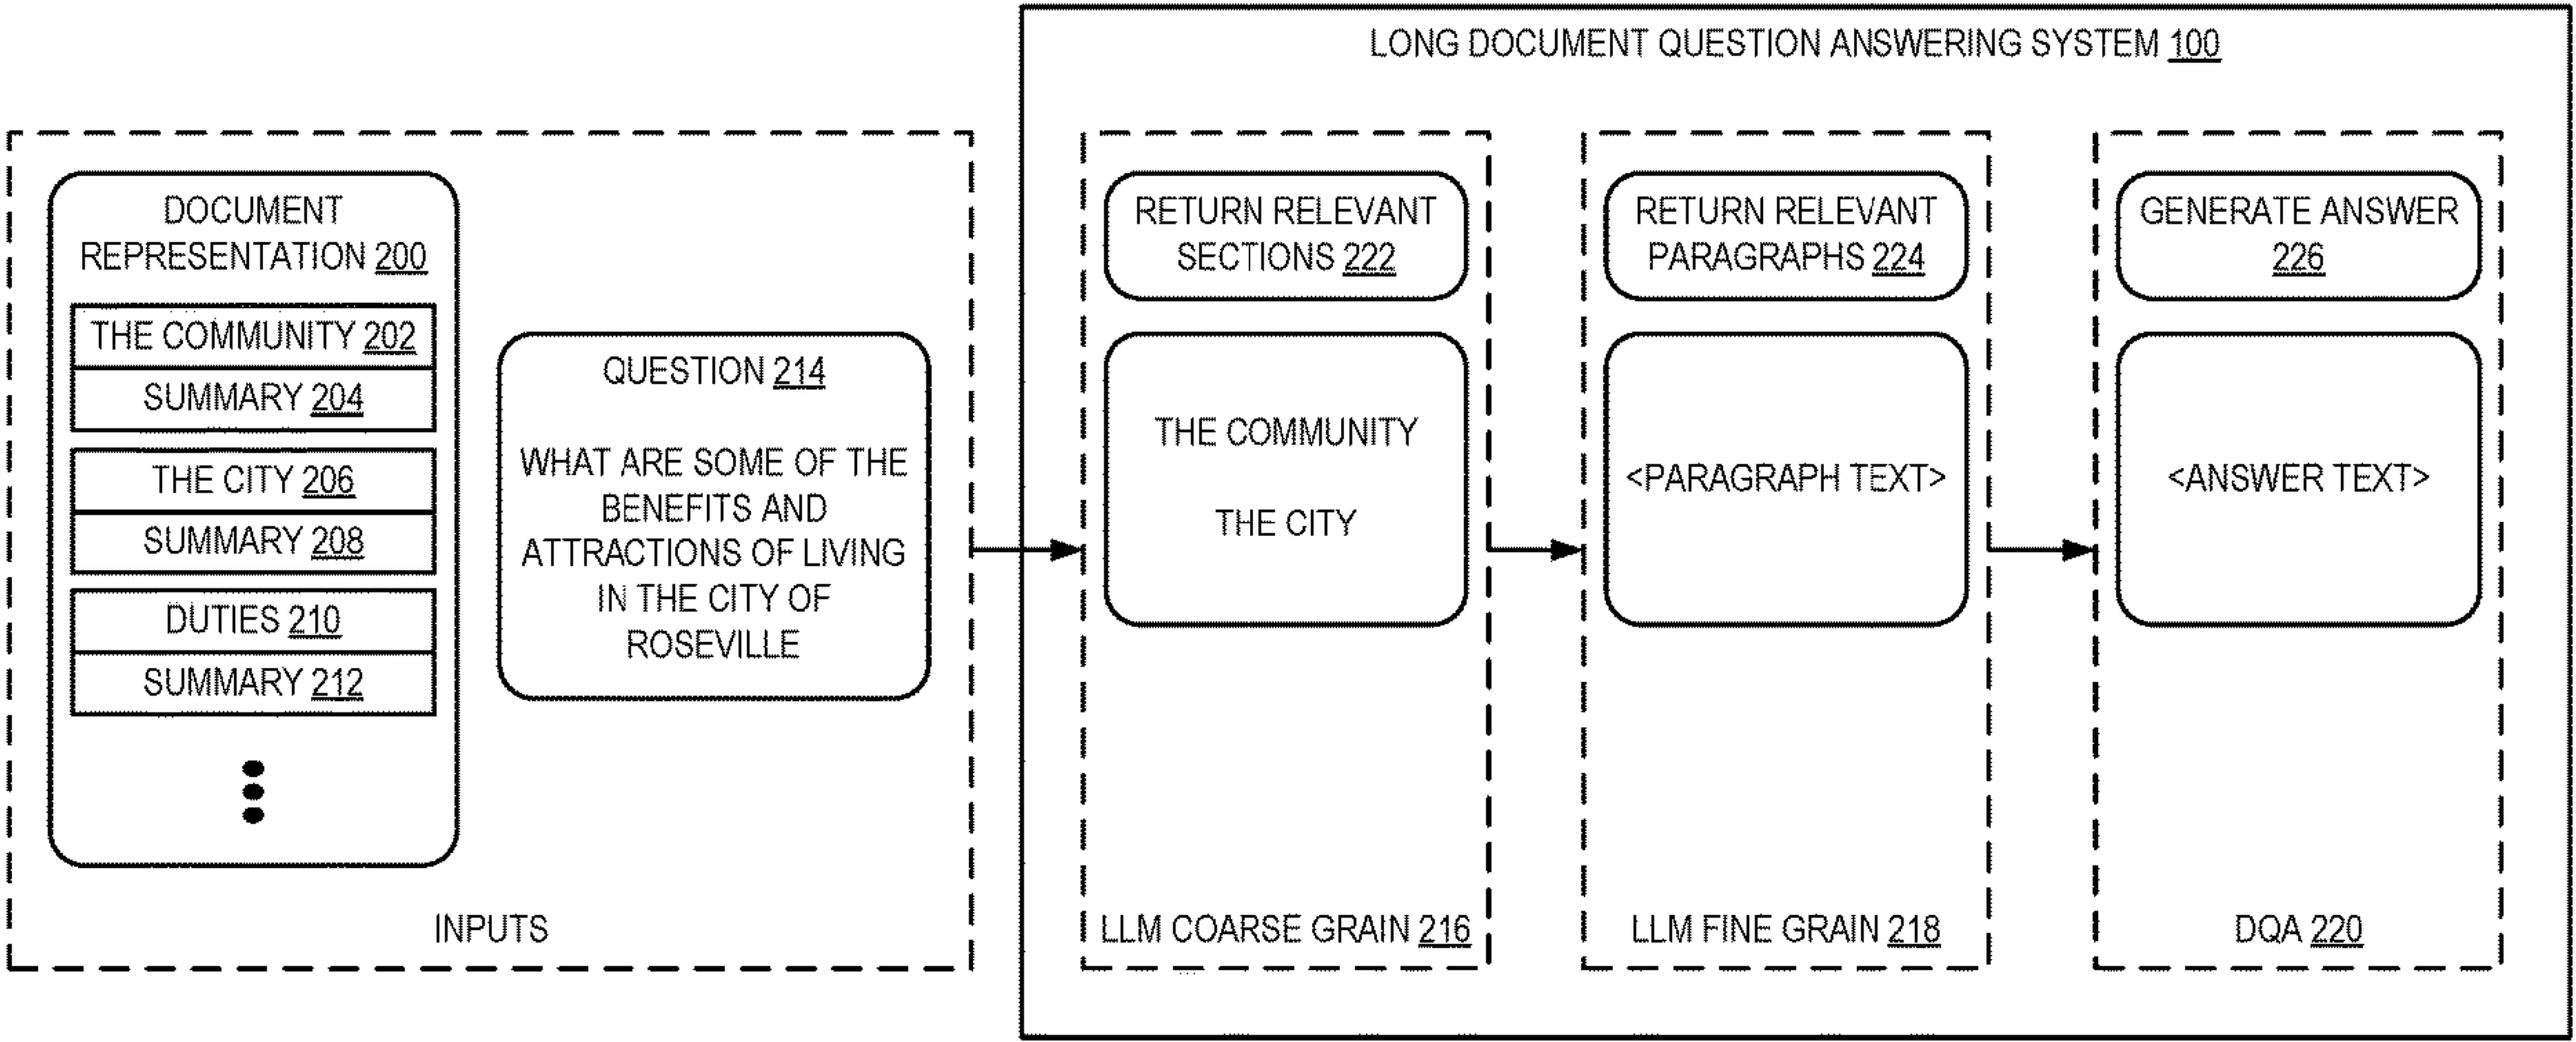 LONG DOCUMENT QUESTION ANSWERING SYSTEM 100
DOCUMENT
REPRESENTATION 200
THE COMMUNITY 202
SUMMARY 204
THE CITY 206
SUMMARY 208
DUTIES 210
SUMMARY 212
QUESTION 214
WHAT ARE SOME OF THE
BENEFITS AND
ATTRACTIONS OF LIVING
IN THE CITY OF
ROSEVILLE
INPUTS
RETURN RELEVANT
SECTIONS 222
THE COMMUNITY
THE CITY
LLM COARSE GRAIN 216
RETURN RELEVANT
PARAGRAPHS 224
<PARAGRAPH TEXT>
LLM FINE GRAIN 218
GENERATE ANSWER
226
<ANSWER TEXT>
DQA 220